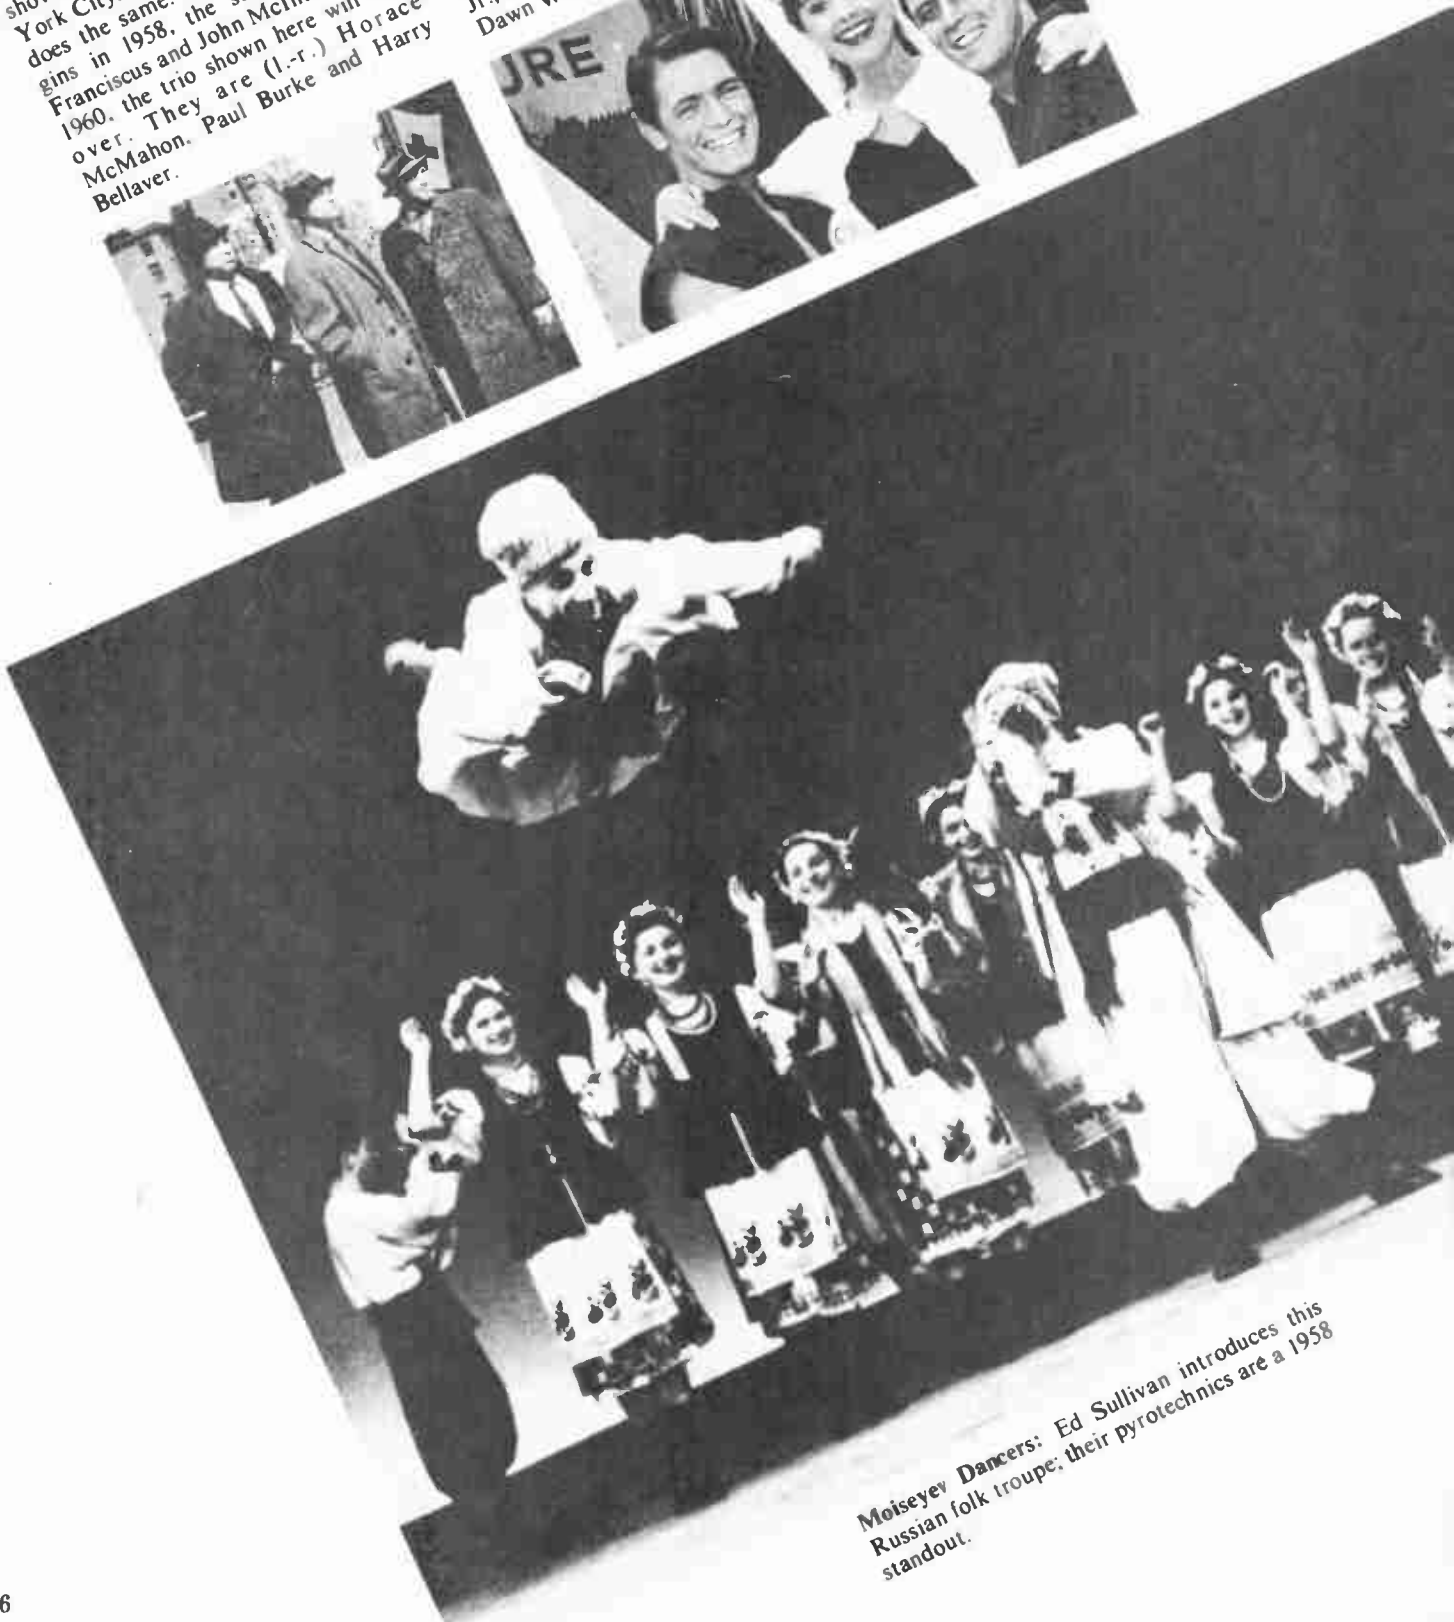 York City
does the same.
gins in 1958, the
Franciscus and John
1960, the trio shown here will
over. They are (l.-r.) Horace
McMahon, Paul Burke and Harry
Bellaver.
Jr.,
Dawn
URE
Moiseyev Dancers: Ed Sullivan introduces this
Russian folk troupe; their pyrotechnics are a 1958
standout.
6